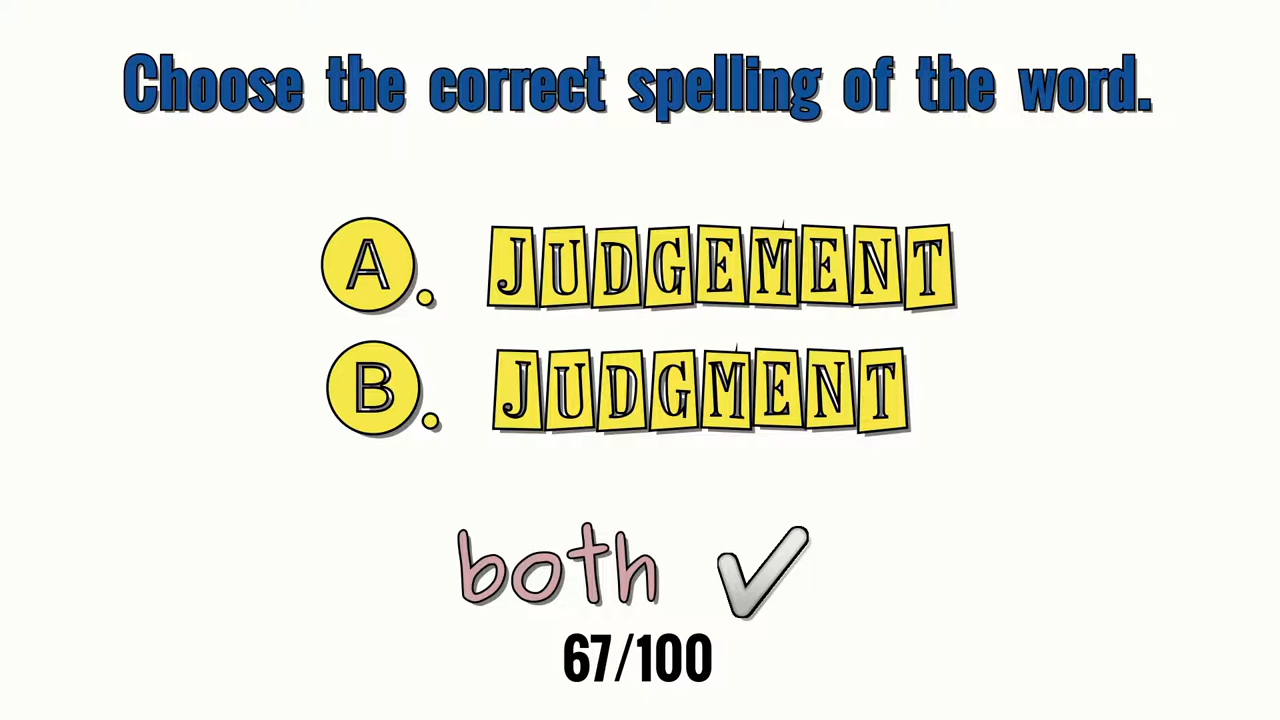 Choose the correct spelling of the word.
A. JUDGEMENT
B. JUDGMENT
both ✓
67/100